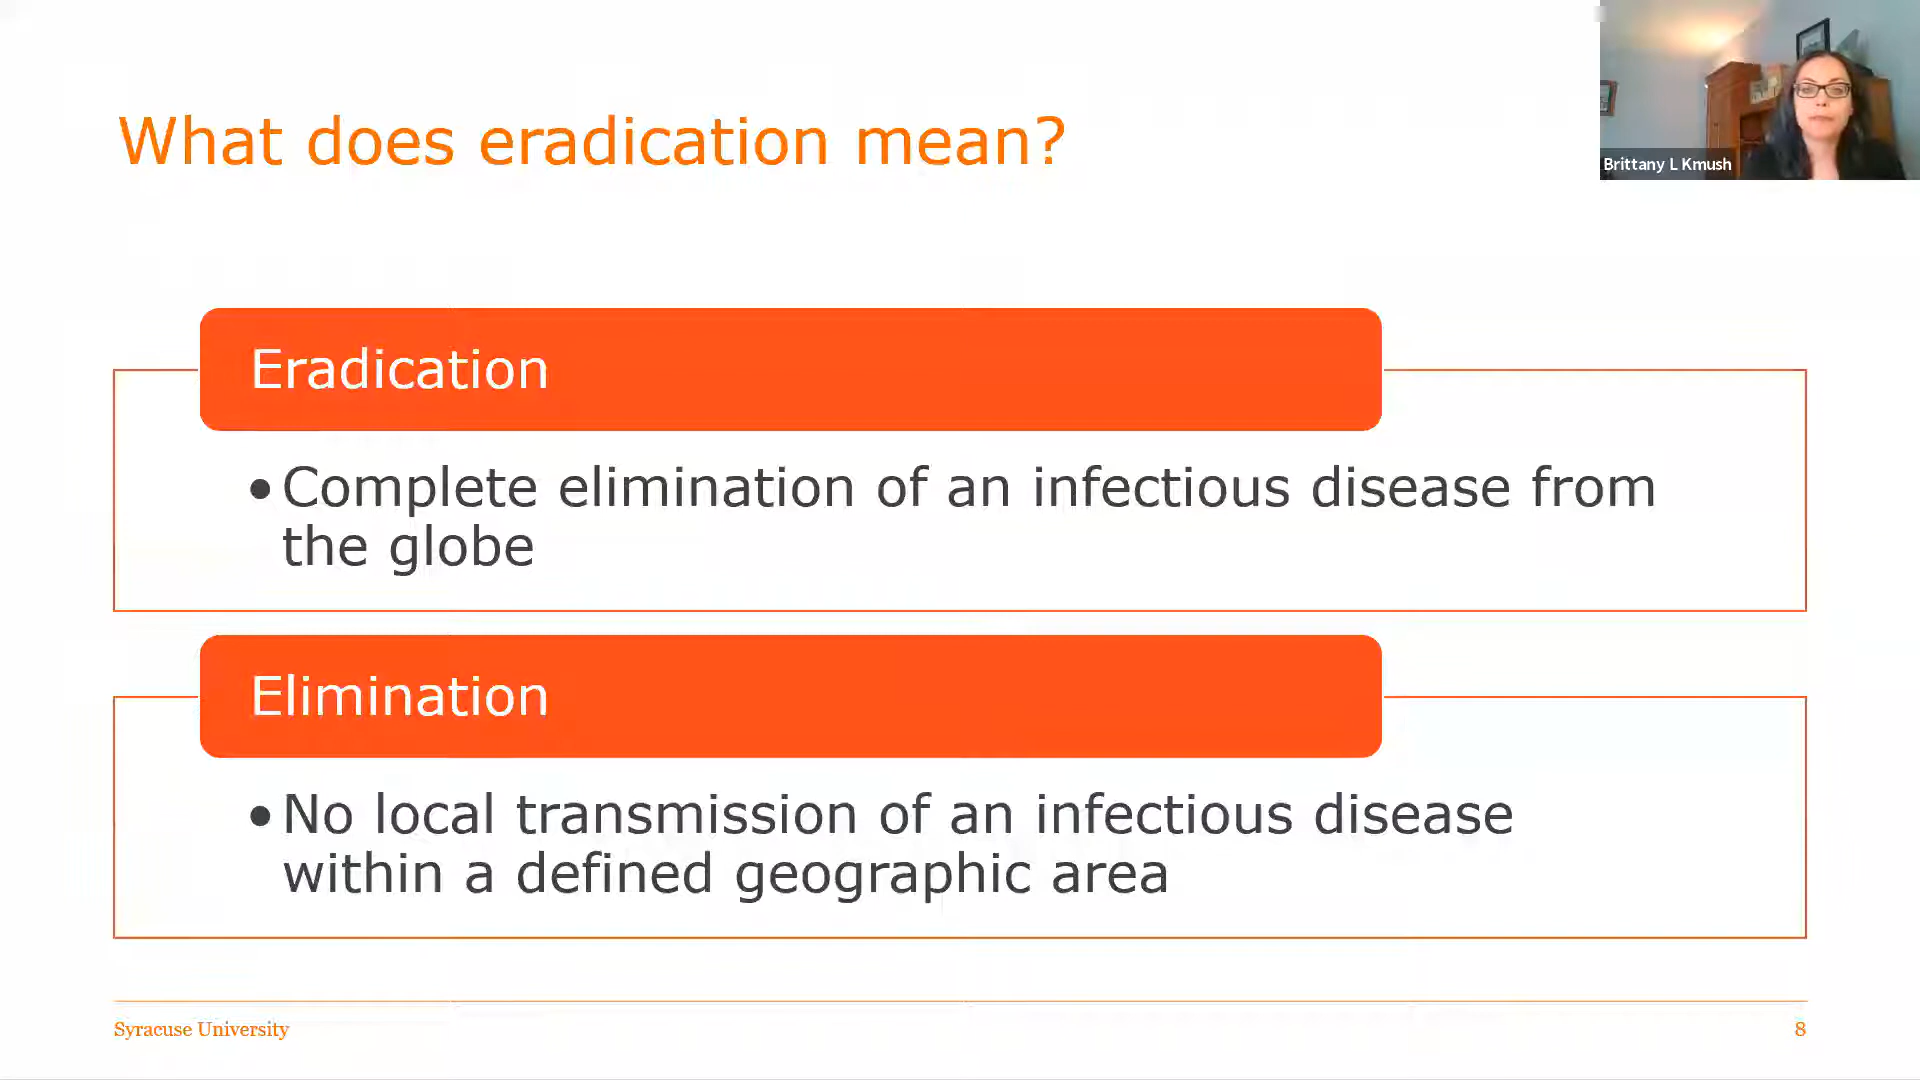 What does eradication mean?
Brittany L Kmush
Eradication
•Complete elimination of an infectious disease from
the globe
Elimination
•No local transmission of an infectious disease
within a defined geographic area
Syracuse University
8